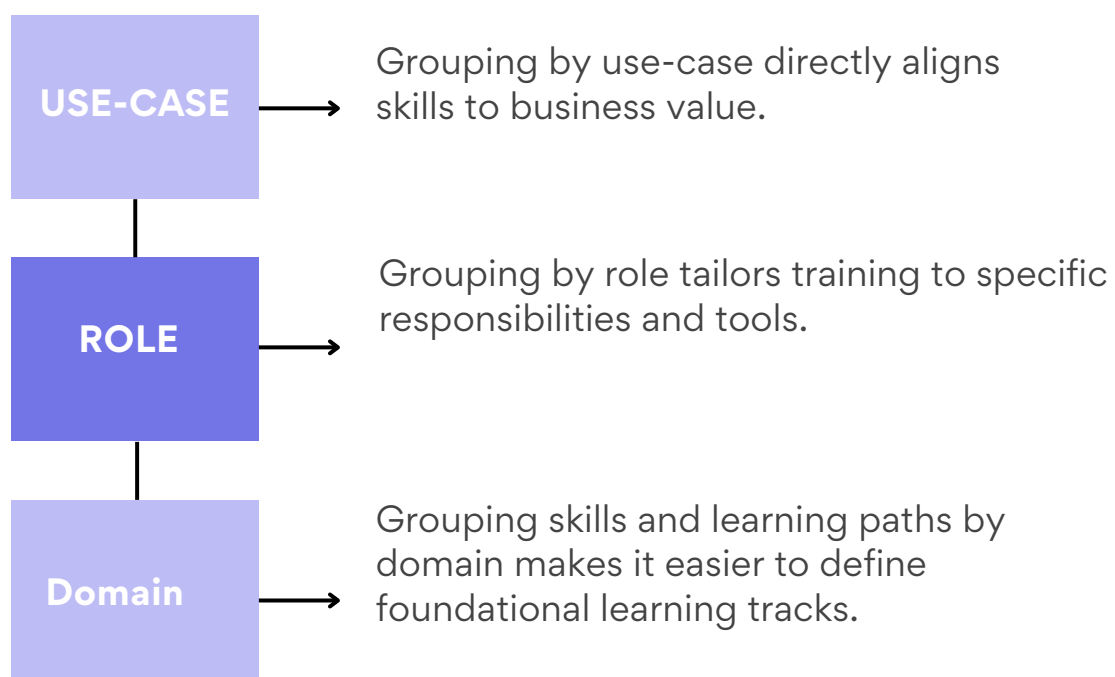 USE-CASE
Grouping by use-case directly aligns
skills to business value.
ROLE
Grouping by role tailors training to specific
responsibilities and tools.
Domain
Grouping skills and learning paths by
domain makes it easier to define
foundational learning tracks.